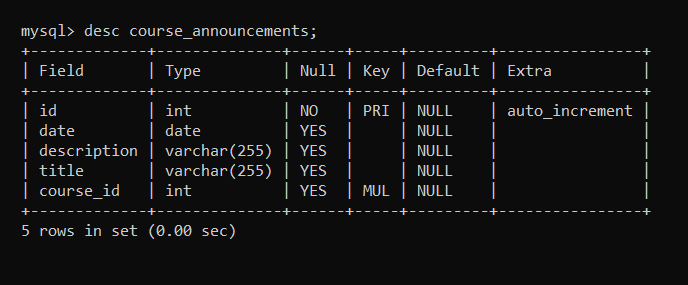 mysql> desc course_announcements;
+-------------+--------------+------+-----+---------+----------------+
| Field       | Type         | Null | Key | Default | Extra          |
+-------------+--------------+------+-----+---------+----------------+
| id          | int          | NO   | PRI | NULL    | auto_increment |
| date        | date         | YES  |     | NULL    |                |
| description | varchar(255) | YES  |     | NULL    |                |
| title       | varchar(255) | YES  |     | NULL    |                |
| course_id   | int          | YES  | MUL | NULL    |                |
+-------------+--------------+------+-----+---------+----------------+
5 rows in set (0.00 sec)